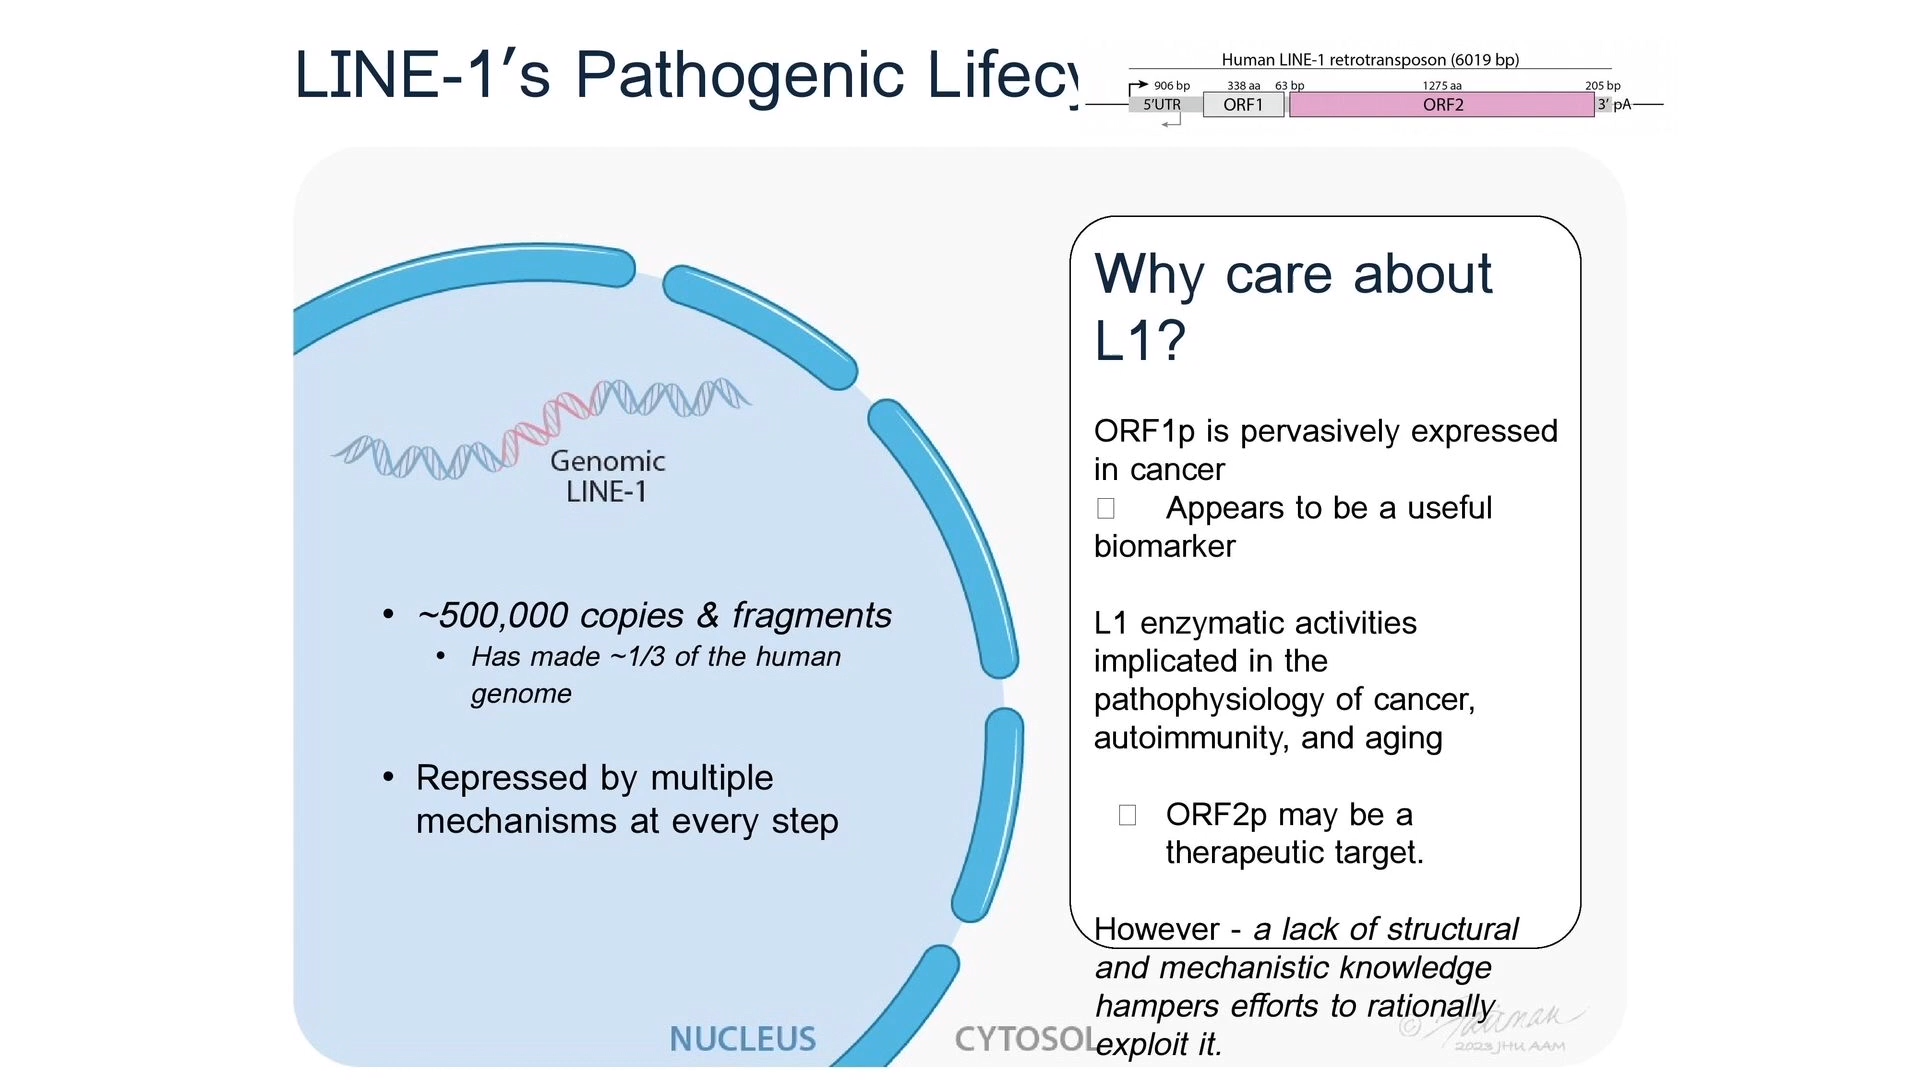 LINE-1′s Pathogenic Lifecy
Human LINE-1 retrotransposon (6019 bp)
906 bp 338 aa 63 bp 1275 aa 205 bp
5'UTR ORF1 ORF2 3' pA
Genomic
LINE-1
• ~500,000 copies & fragments
• Has made ~1/3 of the human
genome
• Repressed by multiple
mechanisms at every step
NUCLEUS
CYTOSOL
Why care about
L1?
ORF1p is pervasively expressed
in cancer
Appears to be a useful
biomarker
L1 enzymatic activities
implicated in the
pathophysiology of cancer,
autoimmunity, and aging
ORF2p may be a
therapeutic target.
However - a lack of structural
and mechanistic knowledge
hampers efforts to rationally
exploit it.
©
2023 JHU AAM